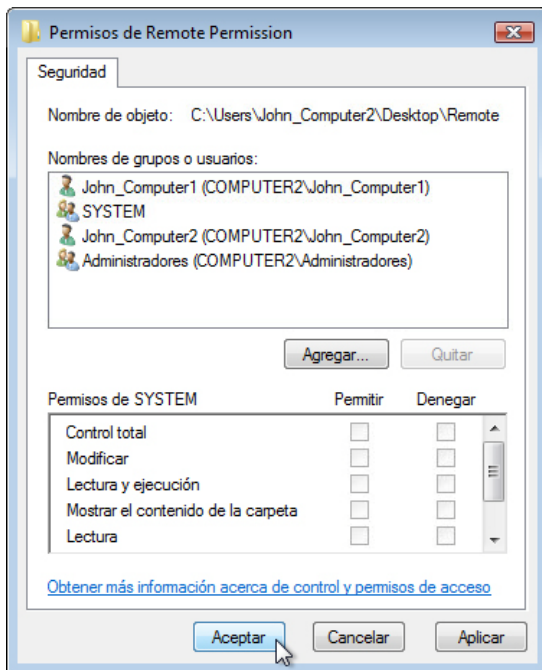 Permisos de Remote Permission
Seguridad
Nombre de objeto: C:\Users\John_Computer2\Desktop\Remote
Nombres de grupos o usuarios:
John_Computer1 (COMPUTER2\John_Computer1)
SYSTEM
John_Computer2 (COMPUTER2\John_Computer2)
Administradores (COMPUTER2\Administradores)
Agregar... Quitar
Permisos de SYSTEM Permitir Denegar
Control total
Modificar
Lectura y ejecución
Mostrar el contenido de la carpeta
Lectura
Obtener más información acerca de control y permisos de acceso
Aceptar Cancelar Aplicar